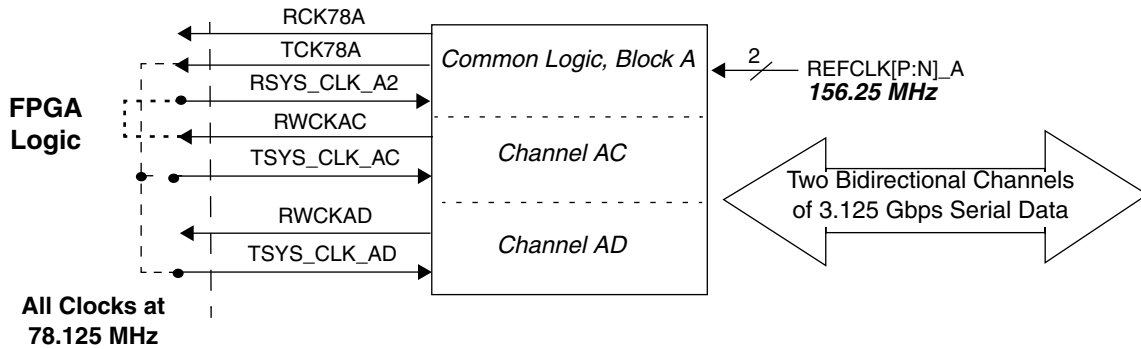 RCK78A
TCK78A
RSYS_CLK_A2
RWCKAC
TSYS_CLK_AC
RWCKAD
TSYS_CLK_AD
FPGA
Logic
All Clocks at
78.125 MHz
Common Logic, Block A
Channel AC
Channel AD
2
REFCLK[P:N]_A
156.25 MHz
Two Bidirectional Channels
of 3.125 Gbps Serial Data